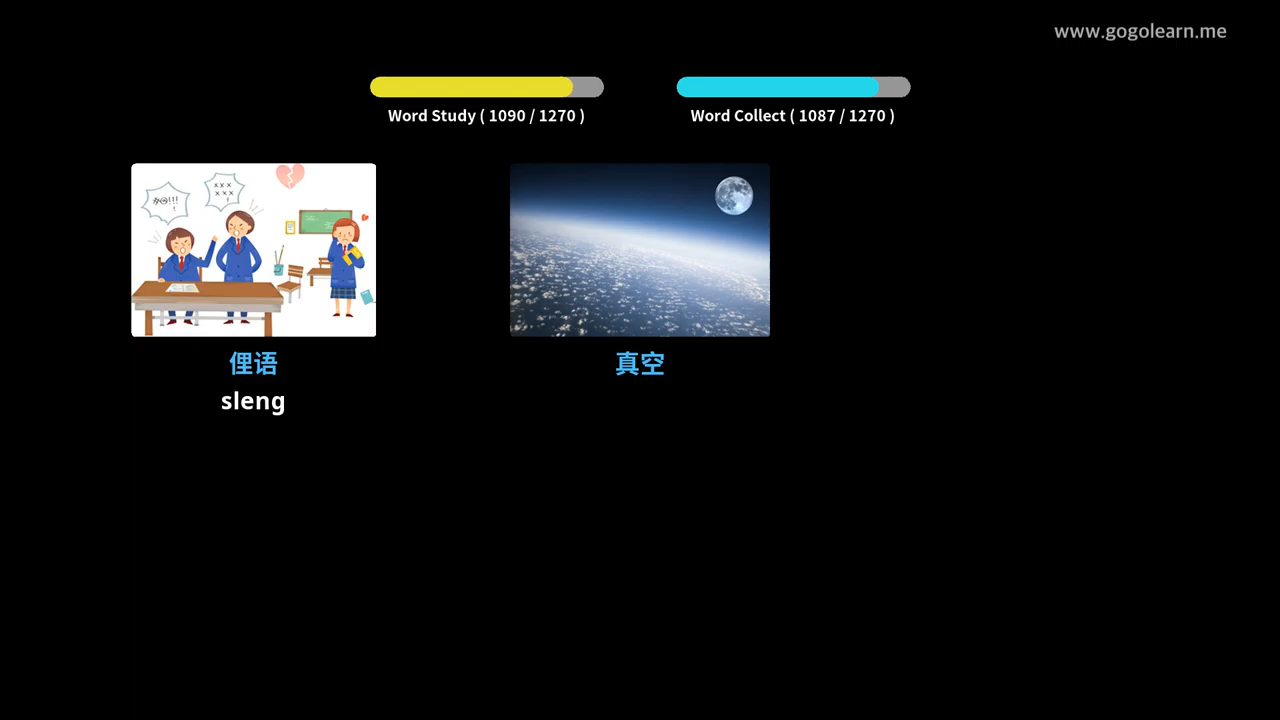 www.gogolearn.me
Word Study ( 1090 / 1270 )
Word Collect ( 1087 / 1270 )
俚语
sleng
真空